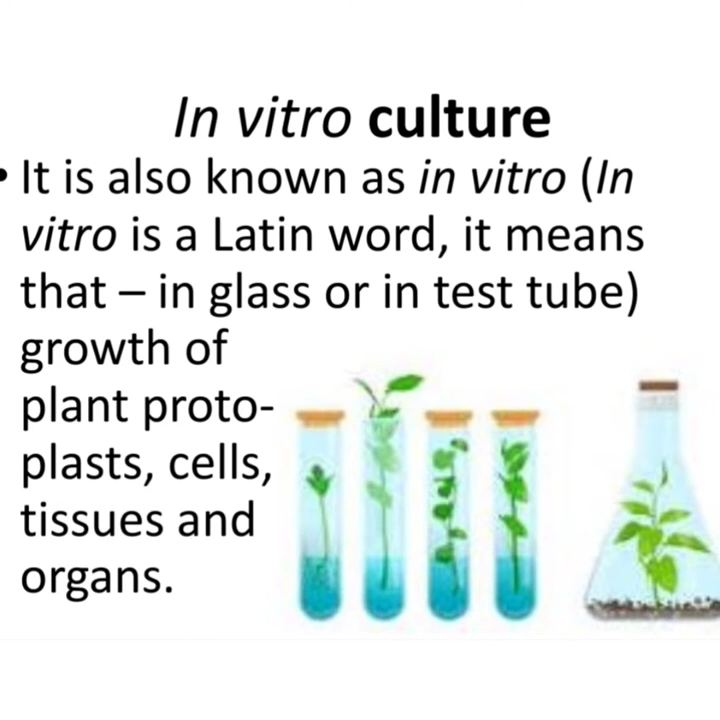 In vitro culture
• It is also known as in vitro (In
vitro is a Latin word, it means
that – in glass or in test tube)
growth of
plant proto-
plasts, cells,
tissues and
organs.